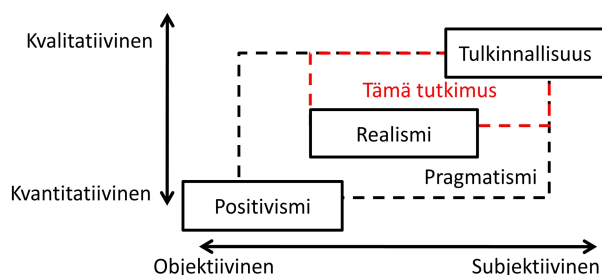 Kvalitatiivinen
Tulkinnallisuus
Tämä tutkimus
Realismi
Pragmatismi
Kvantitatiivinen
Positivismi
Objektiivinen
Subjektiivinen